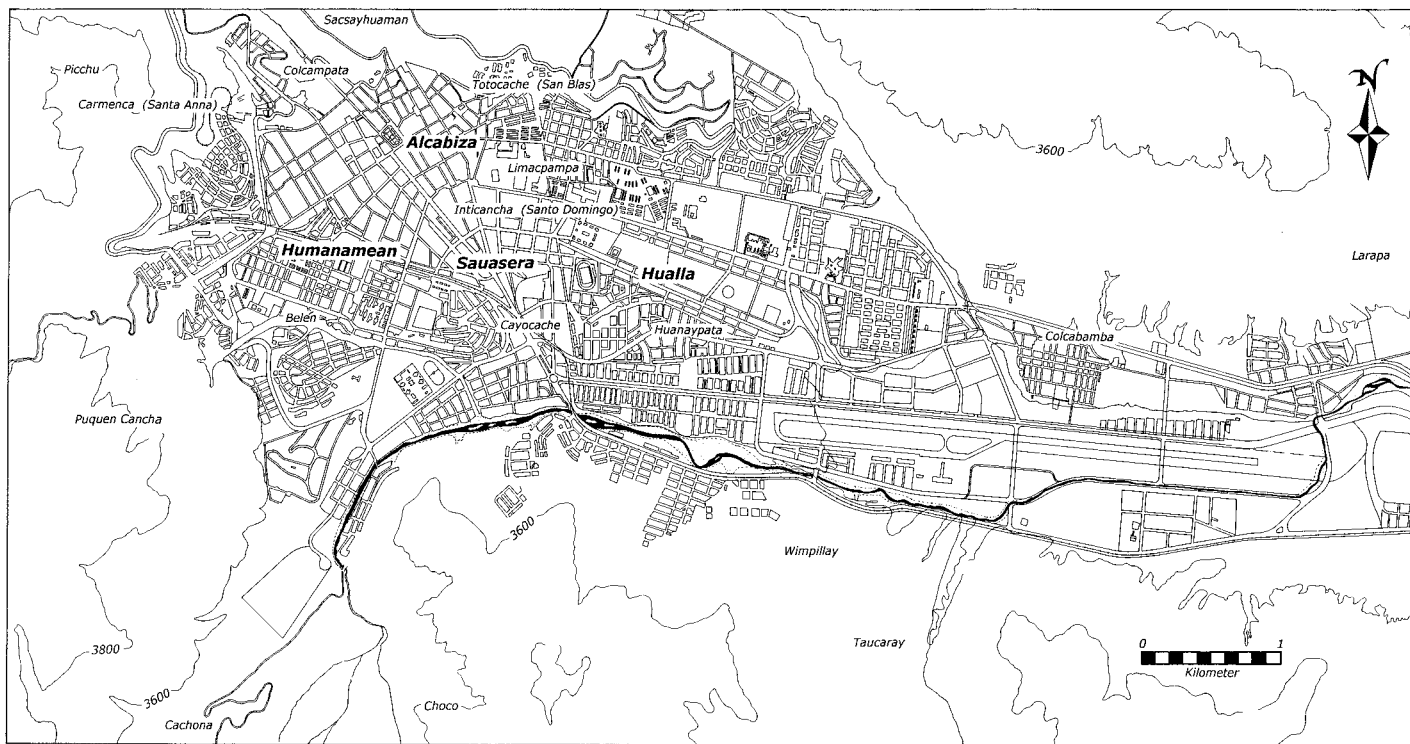 Sacsayhuaman
Picchu
Colcampata
Totocache (San Blas)
Carmenca (Santa Anna)
N
Alcabiza
3600
Limacpampa
Inticancha (Santo Domingo)
Humanamean
Sauasera
Hualla
Larapa
Belen
Cayocache
Huanaypata
Colcabamba
Puquen Cancha
3600
Wimpillay
Taucaray
0 1
Kilometer
3800
3600
Choco
Cachona